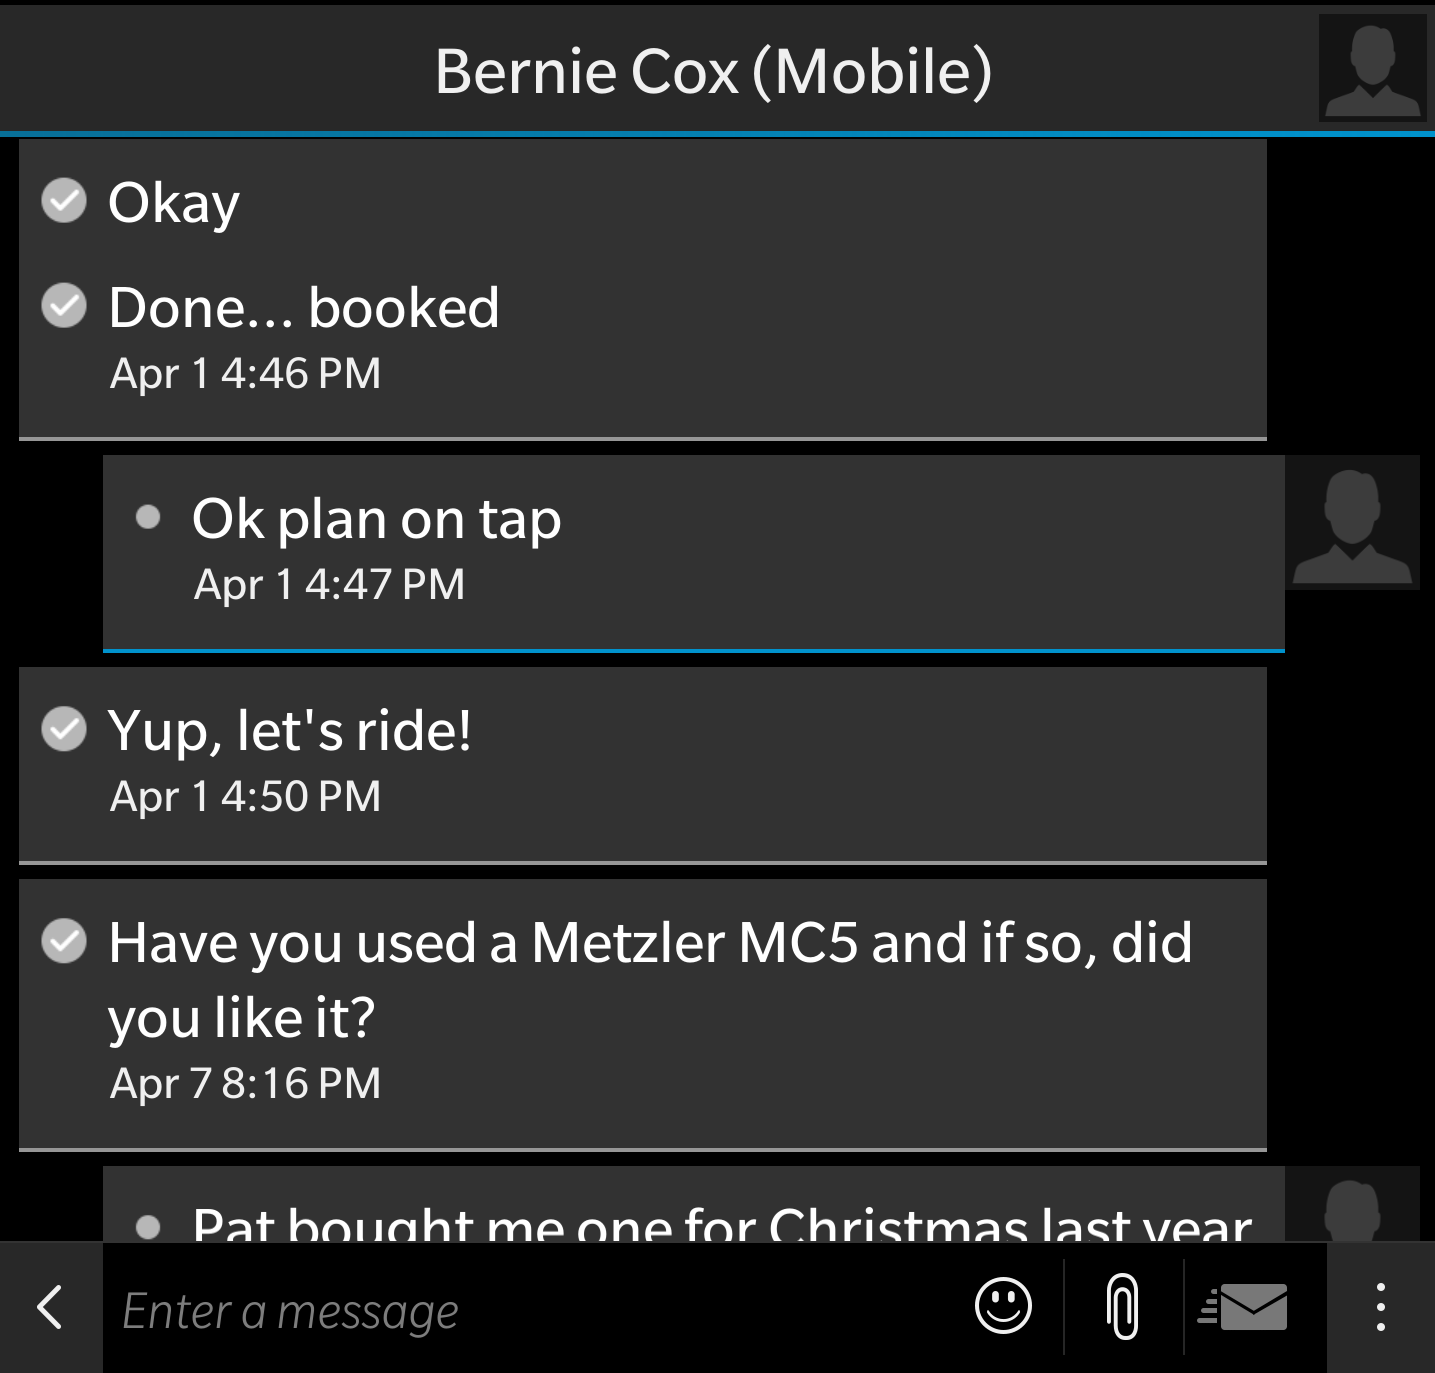 Bernie Cox (Mobile)
Okay
Done... booked
Apr 1 4:46 PM
Ok plan on tap
Apr 1 4:47 PM
Yup, let's ride!
Apr 1 4:50 PM
Have you used a Metzler MC5 and if so, did
you like it?
Apr 7 8:16 PM
Pat bought me one for Christmas last year
Enter a message